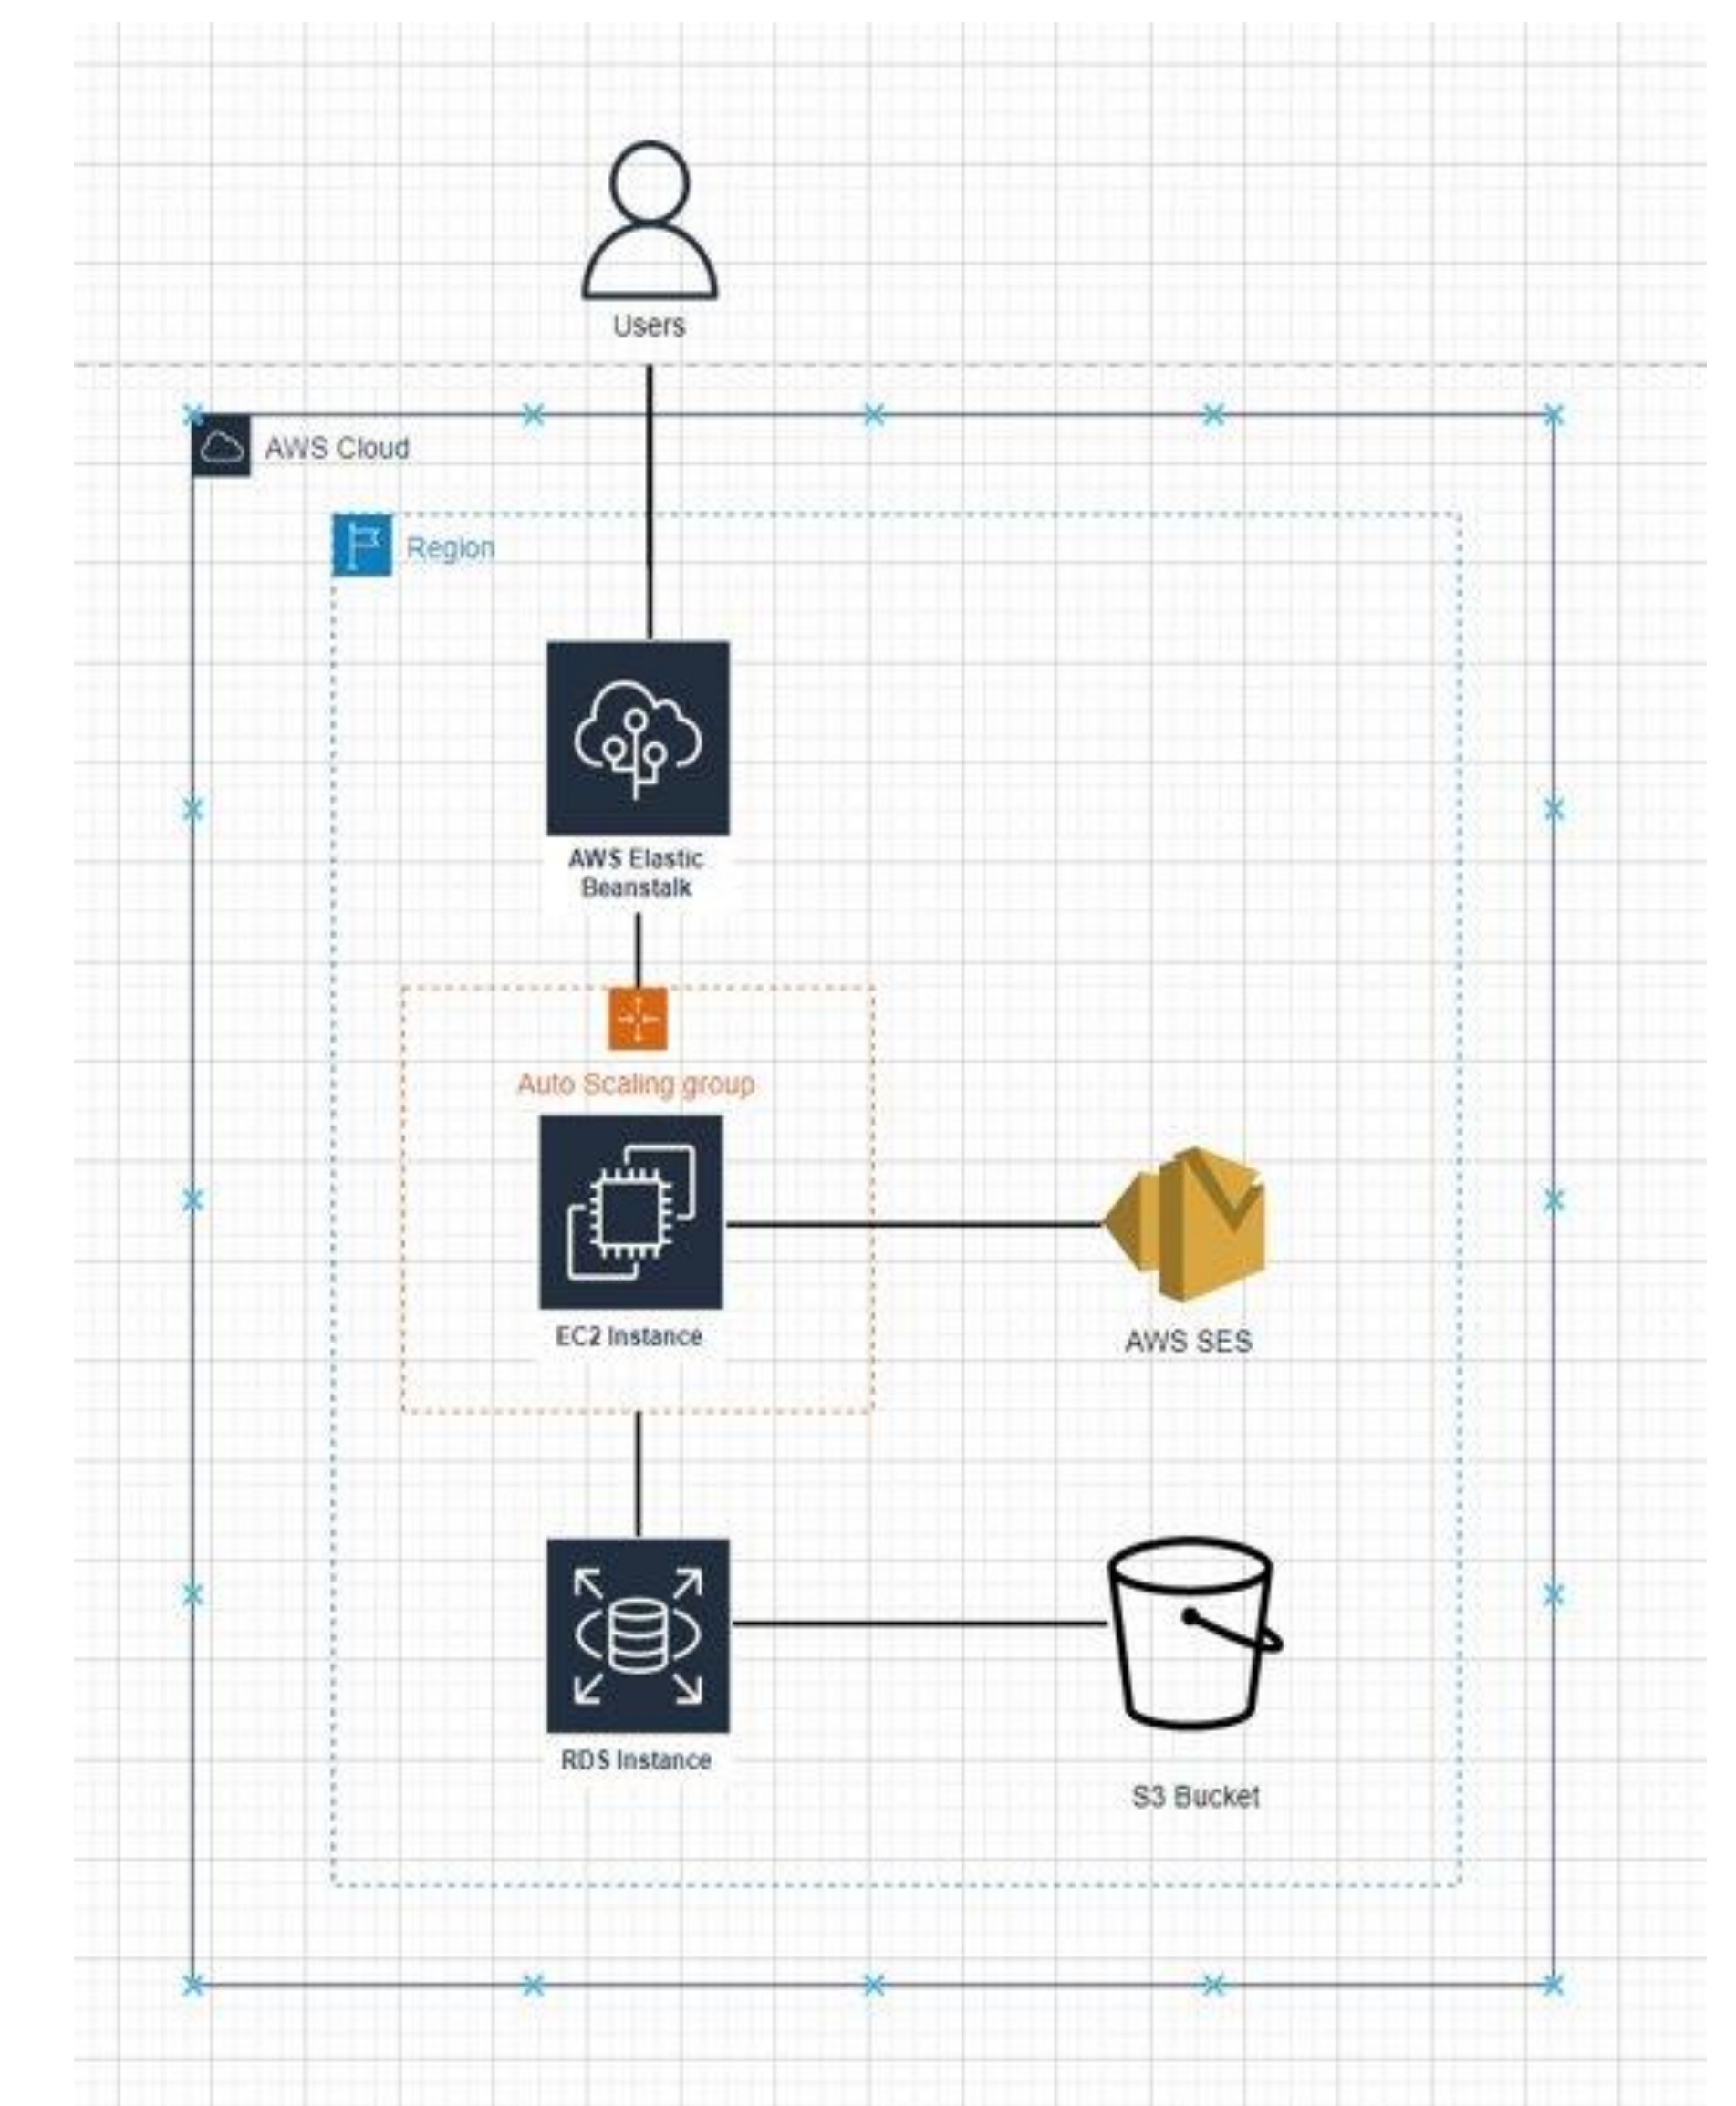 Users
AWS Cloud
Region
AWS Elastic
Beanstalk
Auto Scaling group
EC2 Instance
AWS SES
RDS Instance
S3 Bucket